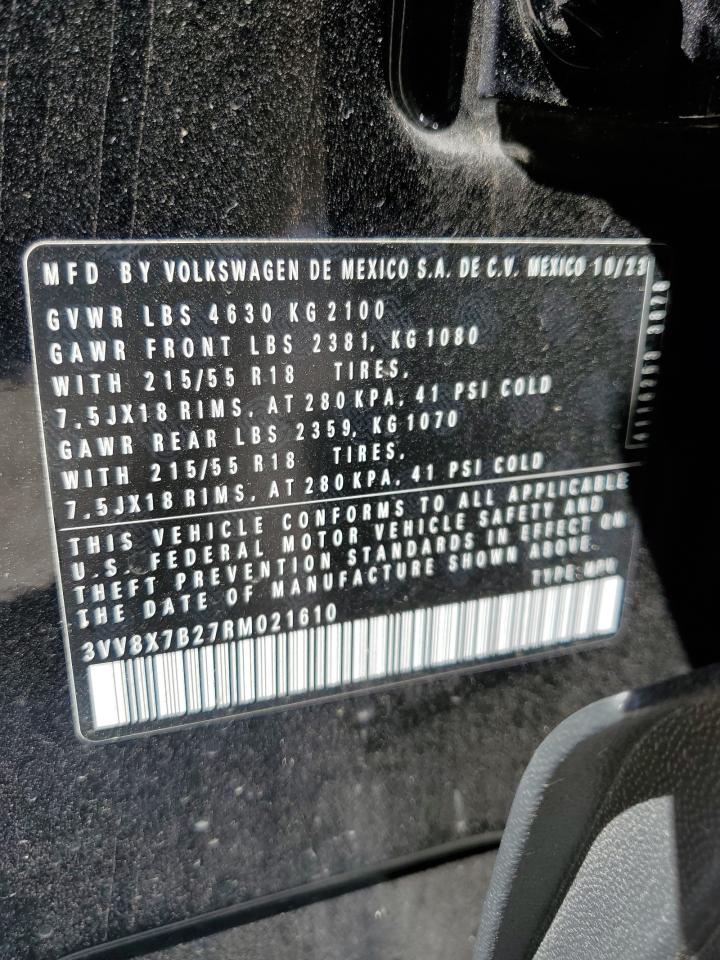 MFD BY VOLKSWAGEN DE MEXICO S.A. DE C.V. MEXICO 10/23
GVWR LBS 4630 KG 2100
GAWR FRONT LBS 2381, KG 1080
WITH 215/55 R18 TIRES,
7,5JX18 RIMS, AT 280 KPA, 41 PSI COLD
GAWR REAR LBS 2359, KG 1070
WITH 215/55 R18 TIRES,
7,5JX18 RIMS, AT 280 KPA, 41 PSI COLD
THIS VEHICLE CONFORMS TO ALL APPLICABLE
U.S. FEDERAL MOTOR VEHICLE SAFETY AND
THEFT PREVENTION STANDARDS IN EFFECT ON
THE DATE OF MANUFACTURE SHOWN ABOVE.
TYPE: MPV
3VV8X7B27RM021610